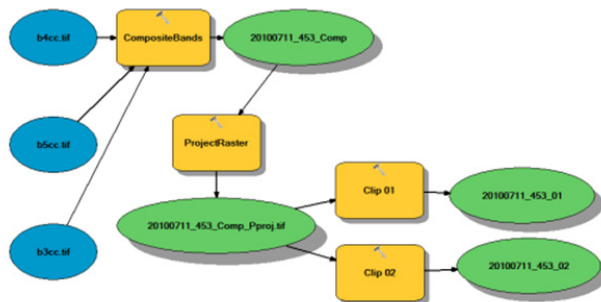 b4cc.tif
CompositeBands
20100711_453_Comp
b5cc.tif
ProjectRaster
Clip 01
20100711_453_01
20100711_453_Comp_Pproj.tif
b3cc.tif
Clip 02
20100711_453_02